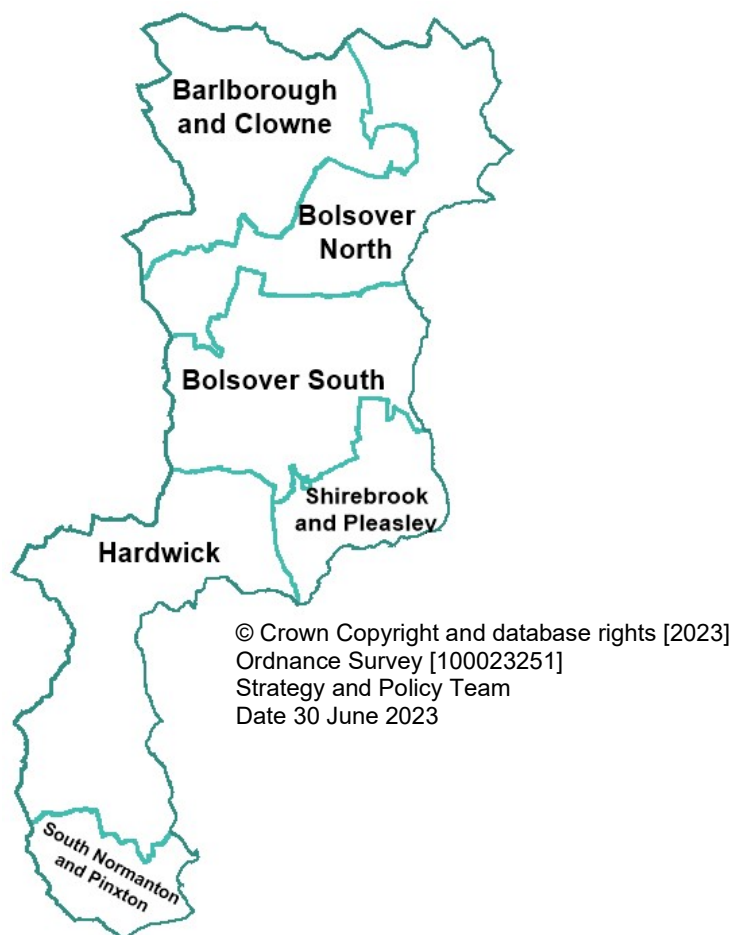 Barlborough
and Clowne
Bolsover
North
Bolsover South
Shirebrook
and Pleasley
Hardwick
© Crown Copyright and database rights [2023]
Ordnance Survey [100023251]
Strategy and Policy Team
Date 30 June 2023
South Normanton
and Pinxton